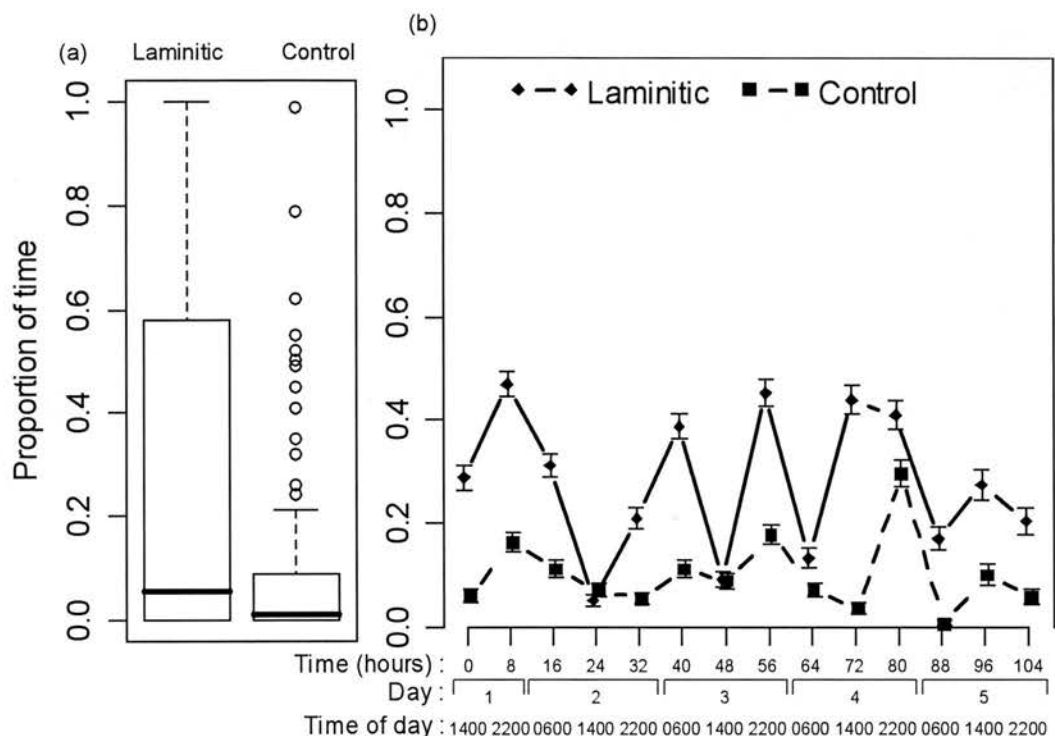 (a) Laminitic Control
Proportion of time
0.0 0.2 0.4 0.6 0.8 1.0
(b)
Laminitic Control
0.0 0.2 0.4 0.6 0.8 1.0
Time (hours) : 0 8 16 24 32 40 48 56 64 72 80 88 96 104
Day : 1 2 3 4 5
Time of day : 1400 2200 0600 1400 2200 0600 1400 2200 0600 1400 2200 0600 1400 2200